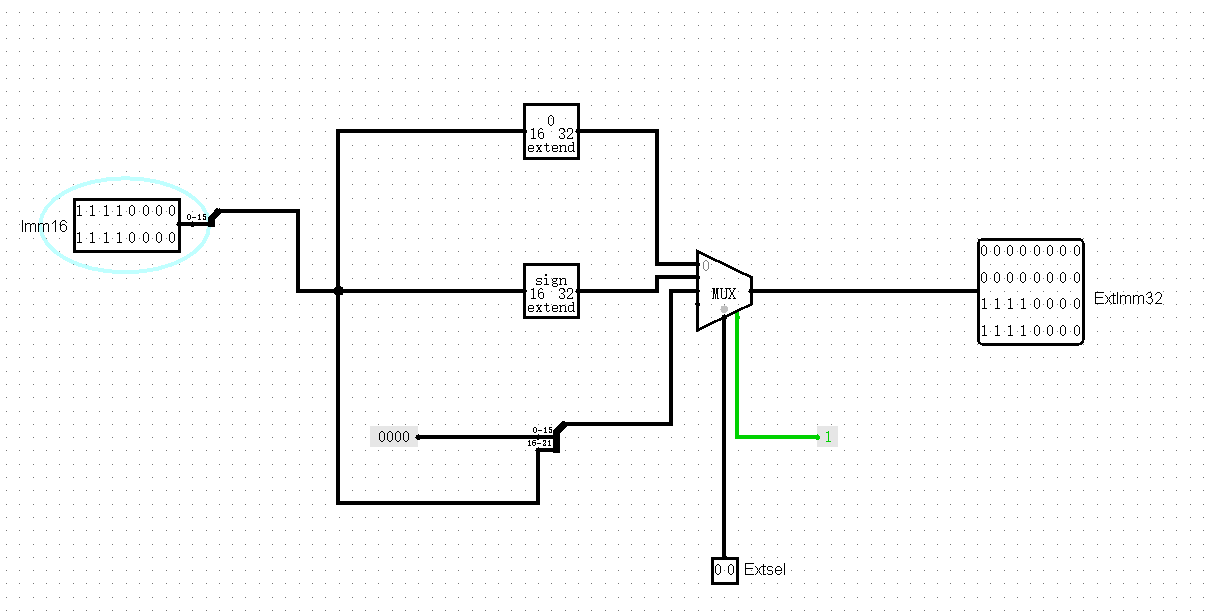 0
16 32
extend
Imm16
1 1 1 1 0 0 0 0
1 1 1 1 0 0 0 0
0-15
sign
16 32
extend
0
MUX
0 0 0 0 0 0 0 0
0 0 0 0 0 0 0 0
1 1 1 1 0 0 0 0
1 1 1 1 0 0 0 0
ExtImm32
0000
0-15
16-21
1
0 0
Extsel